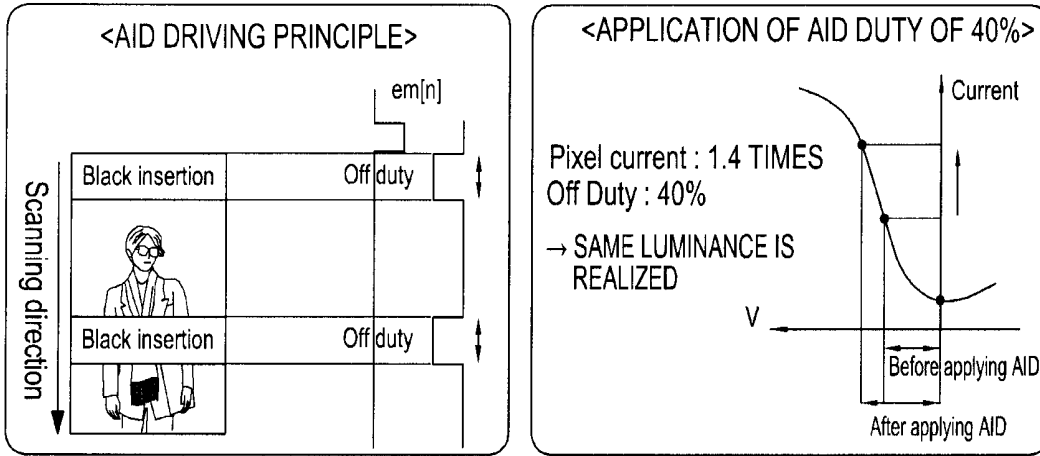 <AID DRIVING PRINCIPLE>
em[n]
Black insertion
Off duty
Scanning direction
Black insertion
Off duty
<APPLICATION OF AID DUTY OF 40%>
Current
Pixel current : 1.4 TIMES
Off Duty : 40%
→ SAME LUMINANCE IS
REALIZED
V
Before applying AID
After applying AID